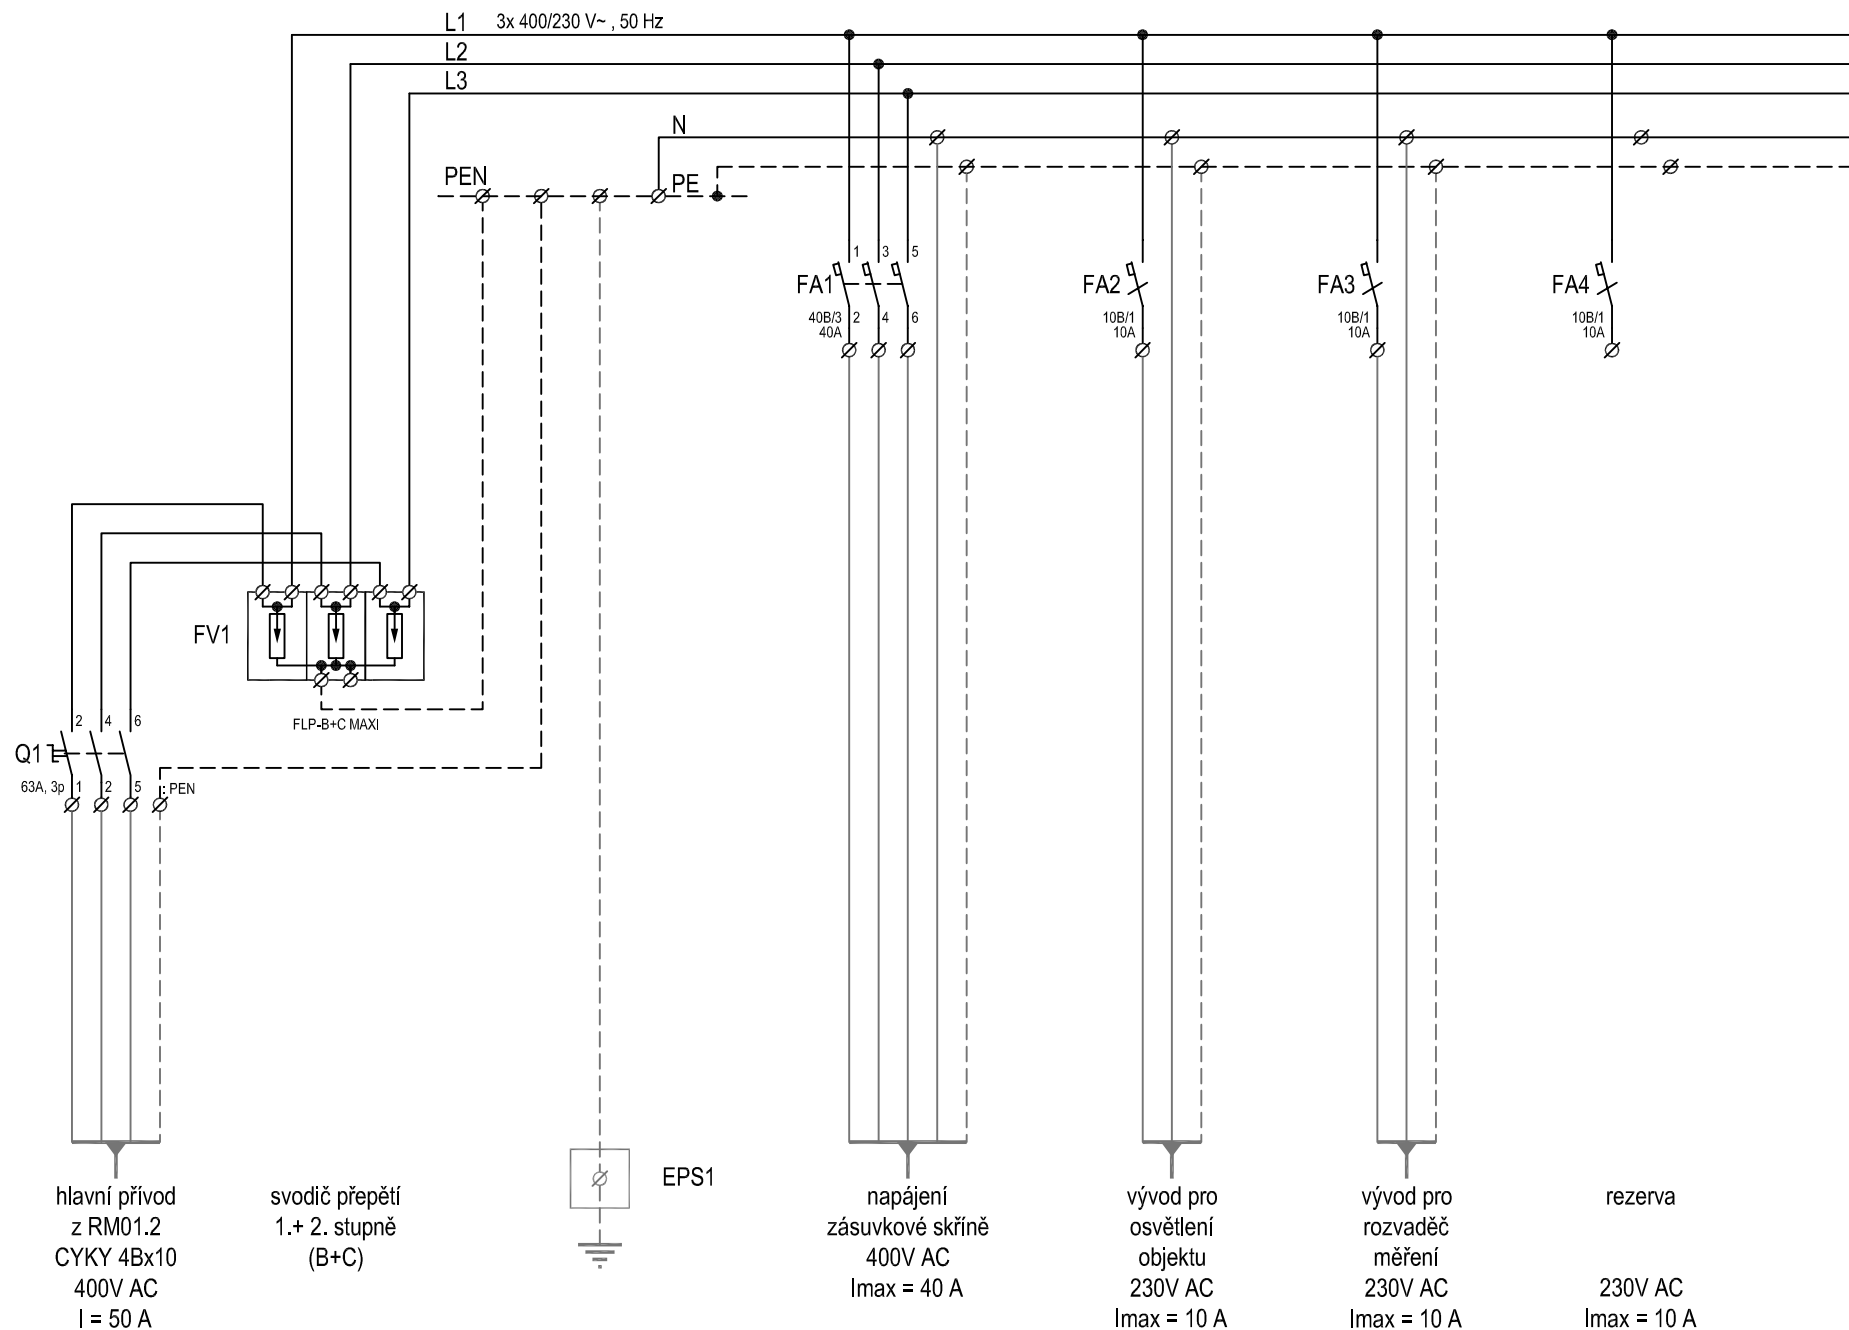 L1 3x 400/230 V~ , 50 Hz
L2
L3
N
PEN
PE
FA1
1 3 5
40B/3
40A
2 4 6
FA2
10B/1
10A
FA3
10B/1
10A
FA4
10B/1
10A
FV1
FLP-B+C MAXI
2 4 6
Q1
63A, 3p
1 2 5
: PEN
EPS1
hlavní přívod
z RM01.2
CYKY 4Bx10
400V AC
I = 50 A
svodič přepětí
1.+ 2. stupně
(B+C)
napájení
zásuvkové skříně
400V AC
Imax = 40 A
vývod pro
osvětlení
objektu
230V AC
Imax = 10 A
vývod pro
rozvaděč
měření
230V AC
Imax = 10 A
rezerva
230V AC
Imax = 10 A